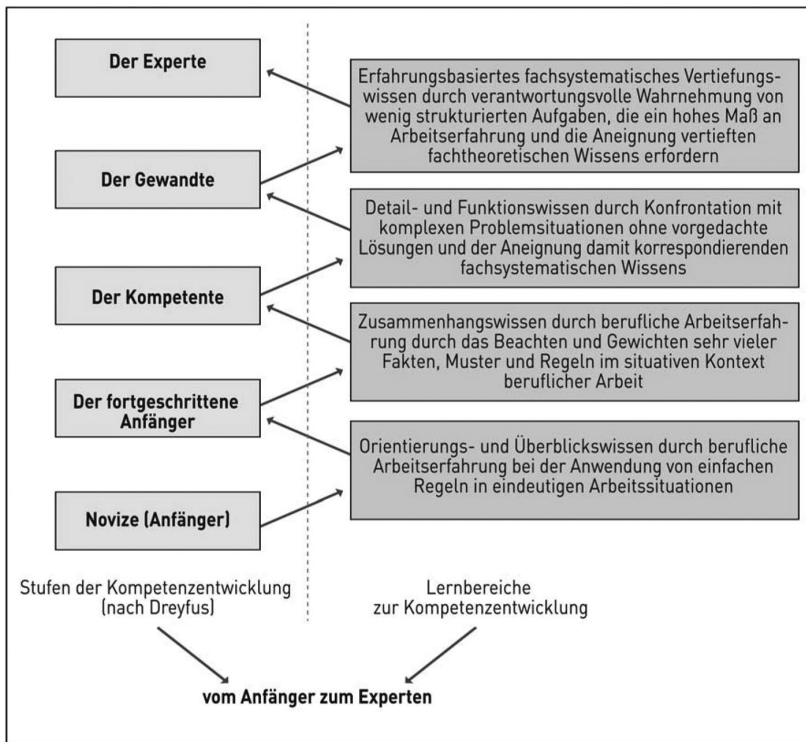 Der Experte
Erfahrungsbasiertes fachsystematisches Vertiefungs-
wissen durch verantwortungsvolle Wahrnehmung von
wenig strukturierten Aufgaben, die ein hohes Maß an
Arbeitserfahrung und die Aneignung vertieften
fachtheoretischen Wissens erfordern
Der Gewandte
Detail- und Funktionswissen durch Konfrontation mit
komplexen Problemsituationen ohne vorgedachte
Lösungen und der Aneignung damit korrespondierenden
fachsystematischen Wissens
Der Kompetente
Zusammenhangswissen durch berufliche Arbeitserfah-
rung durch das Beachten und Gewichten sehr vieler
Fakten, Muster und Regeln im situativen Kontext
beruflicher Arbeit
Der fortgeschrittene
Anfänger
Orientierungs- und Überblickswissen durch berufliche
Arbeitserfahrung bei der Anwendung von einfachen
Regeln in eindeutigen Arbeitssituationen
Novize (Anfänger)
Stufen der Kompetenzentwicklung
(nach Dreyfus)
Lernbereiche
zur Kompetenzentwicklung
vom Anfänger zum Experten